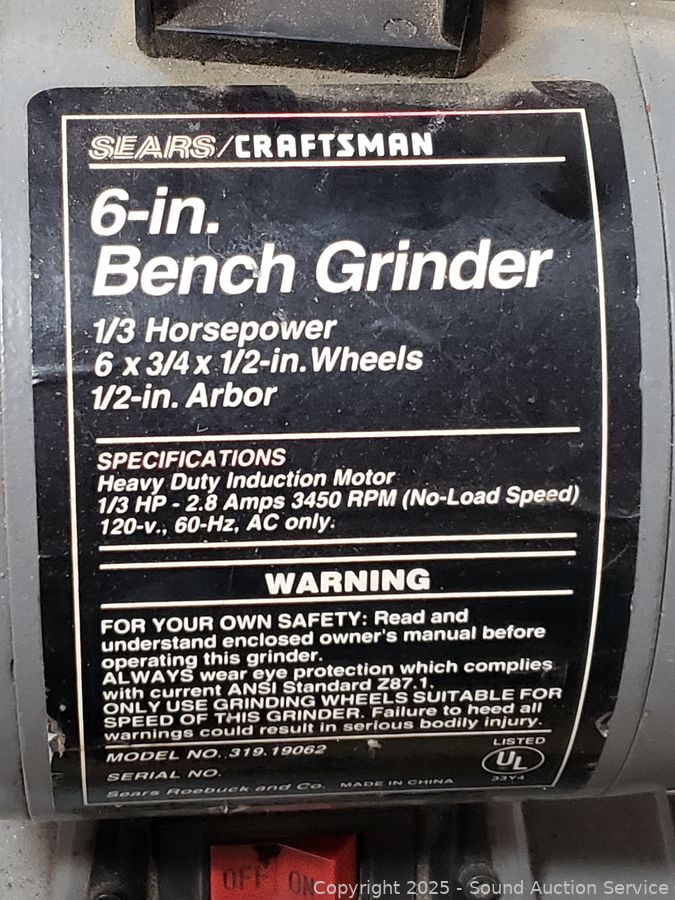 SEARS/CRAFTSMAN
6-in.
Bench Grinder
1/3 Horsepower
6 x 3/4 x 1/2-in. Wheels
1/2-in. Arbor
SPECIFICATIONS
Heavy Duty Induction Motor
1/3 HP - 2.8 Amps 3450 RPM (No-Load Speed)
120-v., 60-Hz, AC only.
WARNING
FOR YOUR OWN SAFETY: Read and
understand enclosed owner's manual before
operating this grinder.
ALWAYS wear eye protection which complies
with current ANSI Standard Z87.1.
ONLY USE GRINDING WHEELS SUITABLE FOR
SPEED OF THIS GRINDER. Failure to heed all
warnings could result in serious bodily injury.
MODEL NO. 319.19062
SERIAL NO.
Sears Roebuck and Co. MADE IN CHINA
LISTED
UL
33Y4
OFF ON
Copyright 2025 - Sound Auction Service